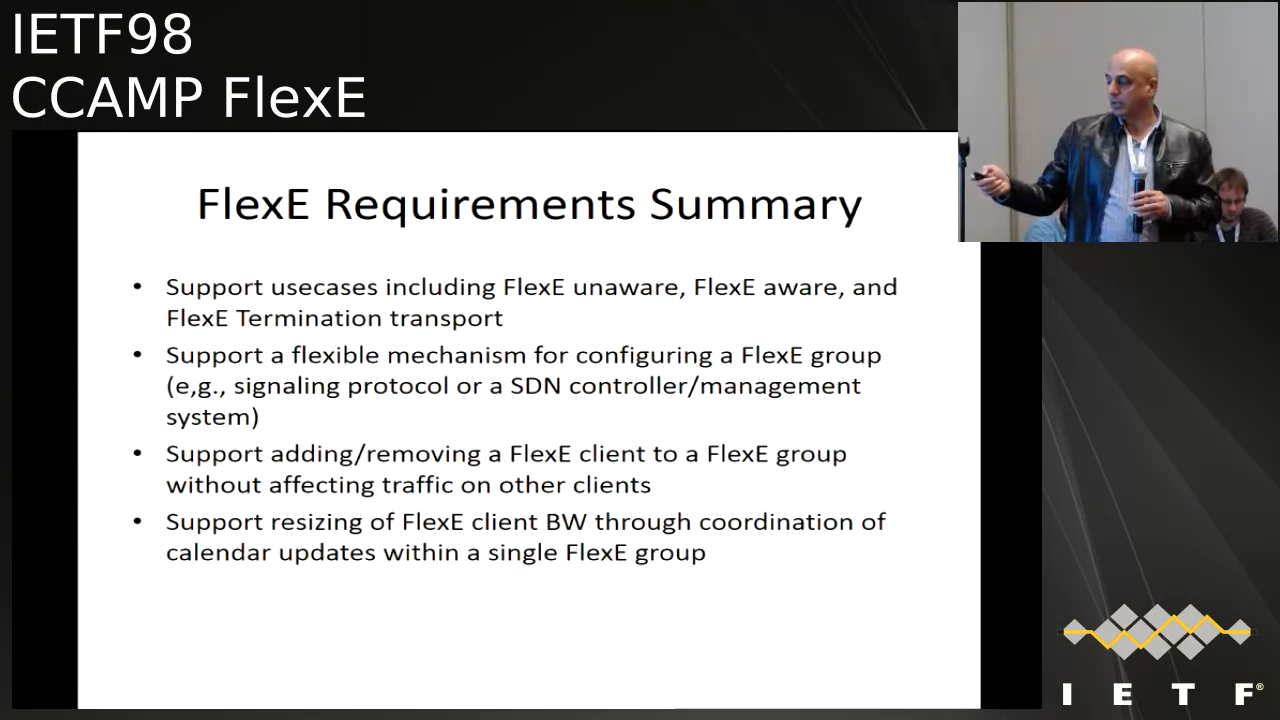 IETF98
CCAMP FlexE
FlexE Requirements Summary
• Support usecases including FlexE unaware, FlexE aware, and
FlexE Termination transport
• Support a flexible mechanism for configuring a FlexE group
(e,g., signaling protocol or a SDN controller/management
system)
• Support adding/removing a FlexE client to a FlexE group
without affecting traffic on other clients
• Support resizing of FlexE client BW through coordination of
calendar updates within a single FlexE group
I E T F®